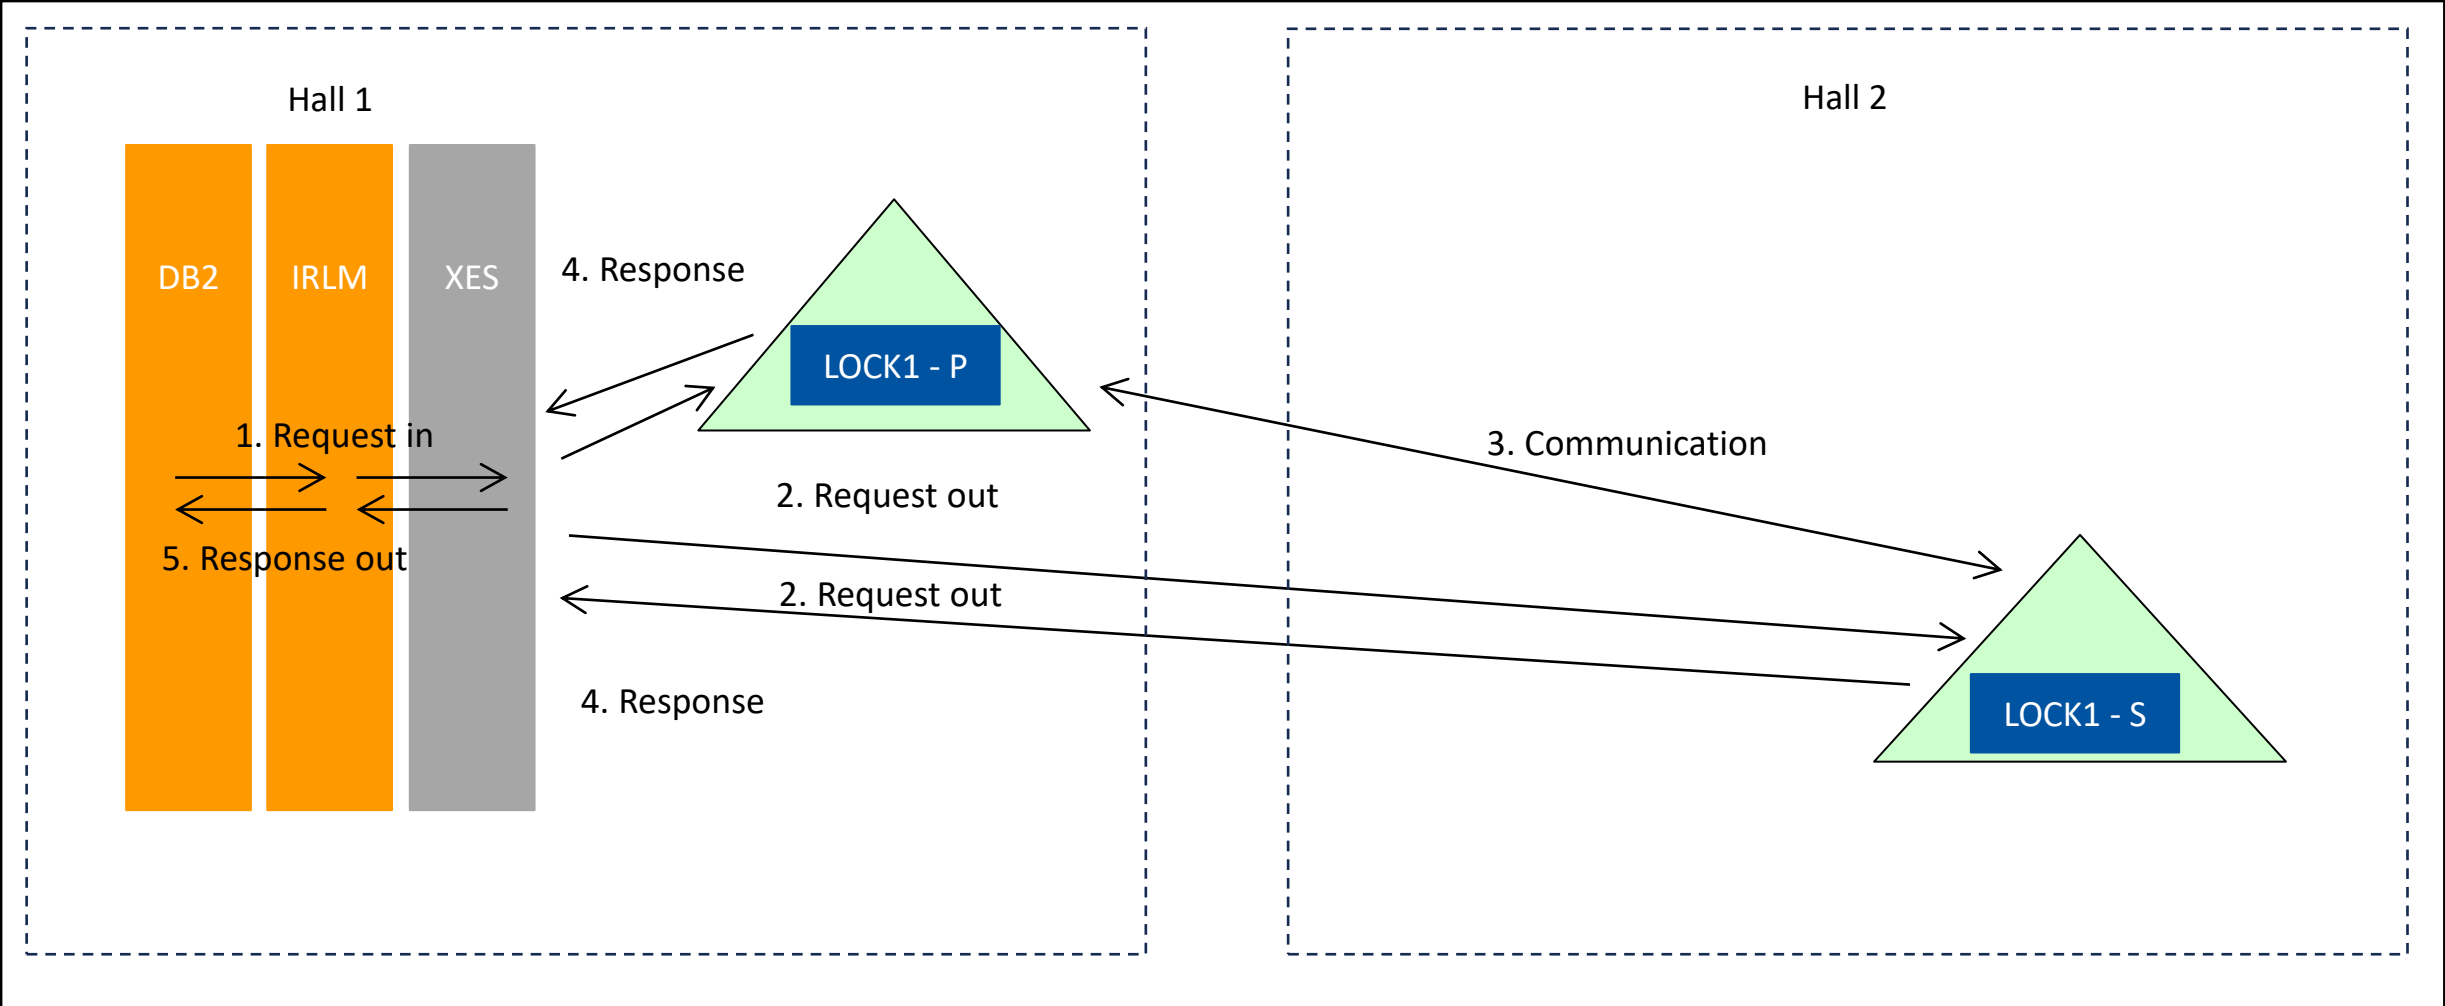 Hall 1
Hall 2
DB2
IRLM
XES
4. Response
LOCK1 - P
1. Request in
3. Communication
2. Request out
5. Response out
2. Request out
4. Response
LOCK1 - S